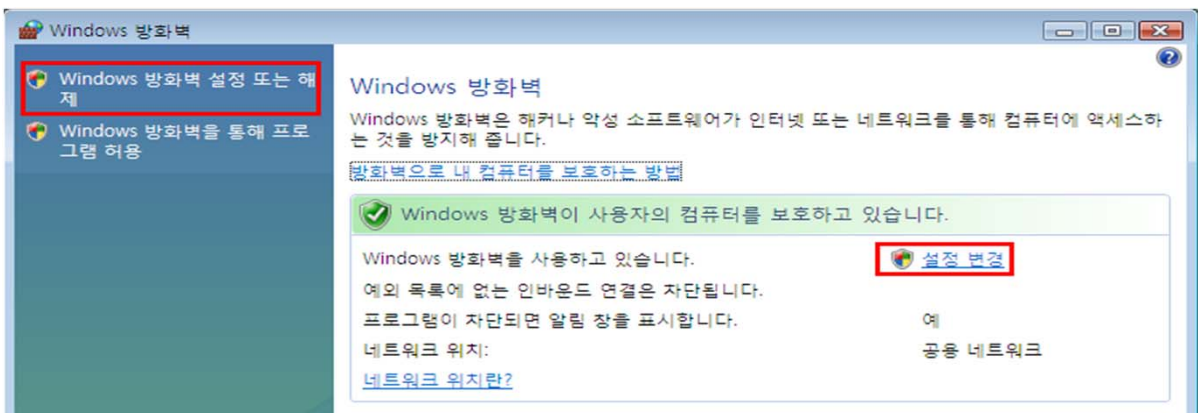 Windows 방화벽
Windows 방화벽 설정 또는 해
제
Windows 방화벽을 통해 프로
그램 허용
Windows 방화벽
Windows 방화벽은 해커나 악성 소프트웨어가 인터넷 또는 네트워크를 통해 컴퓨터에 액세스하
는 것을 방지해 줍니다.
방화벽으로 내 컴퓨터를 보호하는 방법
Windows 방화벽이 사용자의 컴퓨터를 보호하고 있습니다.
Windows 방화벽을 사용하고 있습니다. 설정 변경
예외 목록에 없는 인바운드 연결은 차단됩니다.
프로그램이 차단되면 알림 창을 표시합니다. 예
네트워크 위치: 공용 네트워크
네트워크 위치란?